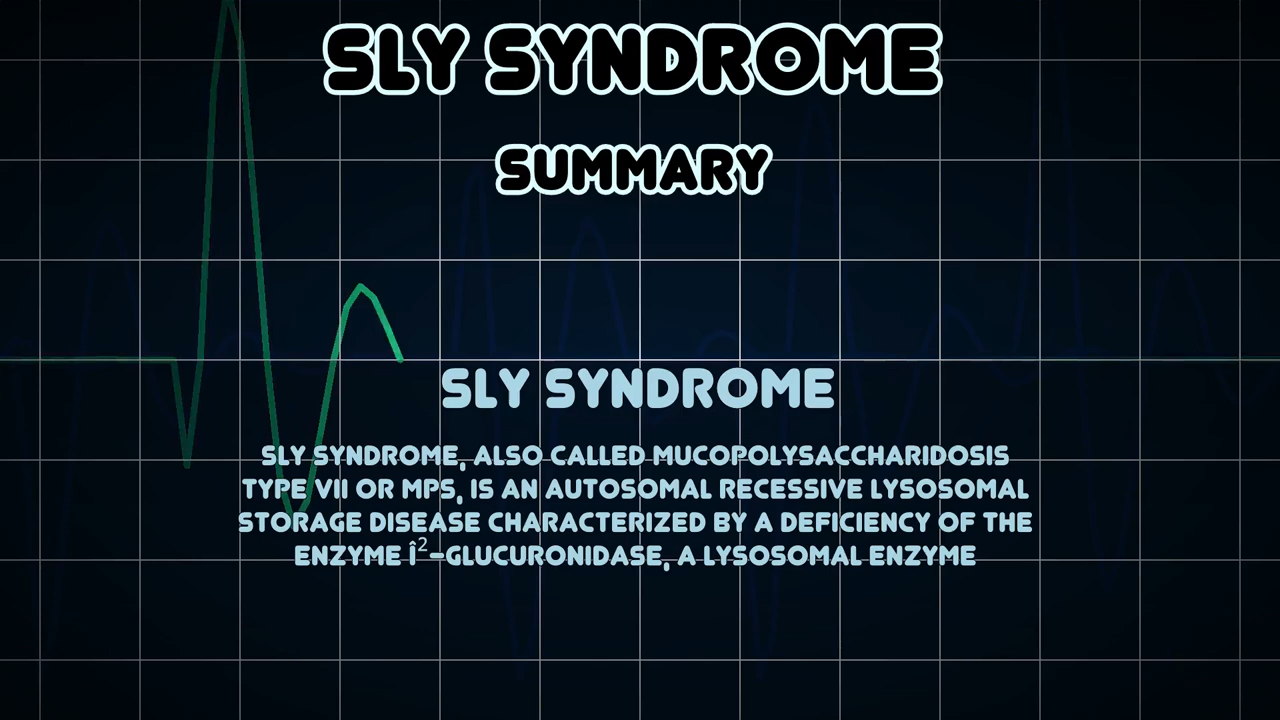 SLY SYNDROME
SUMMARY
SLY SYNDROME
SLY SYNDROME, ALSO CALLED MUCOPOLYSACCHARIDOSIS
TYPE VII OR MPS, IS AN AUTOSOMAL RECESSIVE LYSOSOMAL
STORAGE DISEASE CHARACTERIZED BY A DEFICIENCY OF THE
ENZYME Î²-GLUCURONIDASE, A LYSOSOMAL ENZYME